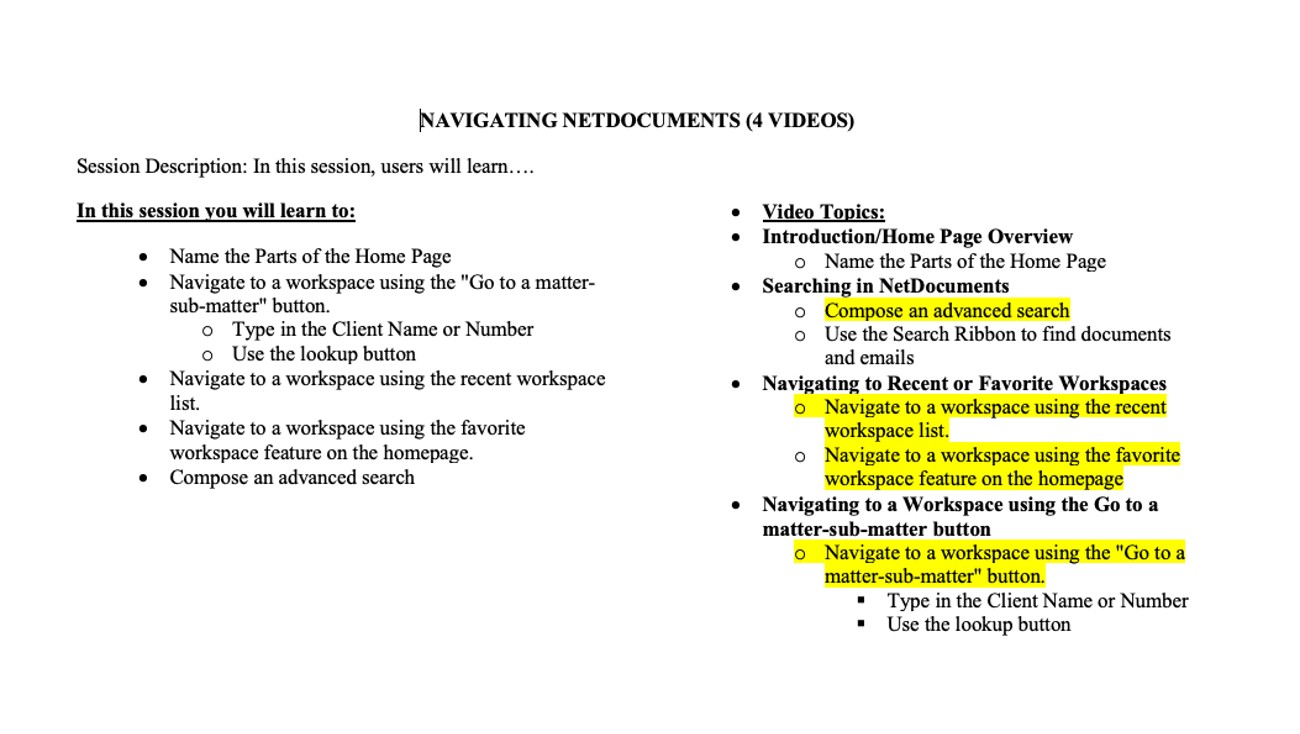 NAVIGATING NETDOCUMENTS (4 VIDEOS)
Session Description: In this session, users will learn….
In this session you will learn to:
• Name the Parts of the Home Page
• Navigate to a workspace using the "Go to a matter-
sub-matter" button.
o Type in the Client Name or Number
o Use the lookup button
• Navigate to a workspace using the recent workspace
list.
• Navigate to a workspace using the favorite
workspace feature on the homepage.
• Compose an advanced search
• Video Topics:
• Introduction/Home Page Overview
o Name the Parts of the Home Page
• Searching in NetDocuments
o Compose an advanced search
o Use the Search Ribbon to find documents
and emails
• Navigating to Recent or Favorite Workspaces
o Navigate to a workspace using the recent
workspace list.
o Navigate to a workspace using the favorite
workspace feature on the homepage
• Navigating to a Workspace using the Go to a
matter-sub-matter button
o Navigate to a workspace using the "Go to a
matter-sub-matter" button.
▪ Type in the Client Name or Number
▪ Use the lookup button